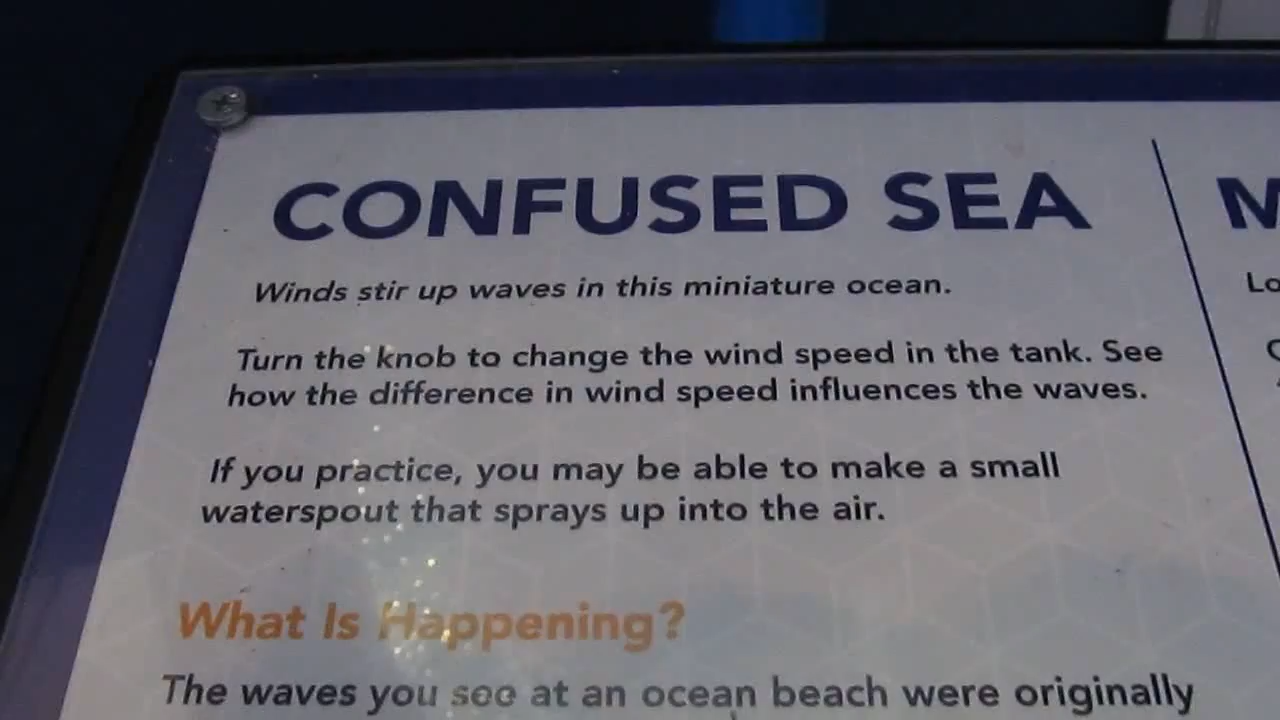 CONFUSED SEA
Winds stir up waves in this miniature ocean.
Turn the knob to change the wind speed in the tank. See
how the difference in wind speed influences the waves.
If you practice, you may be able to make a small
waterspout that sprays up into the air.
What Is Happening?
The waves you see at an ocean beach were originally
M
Lo